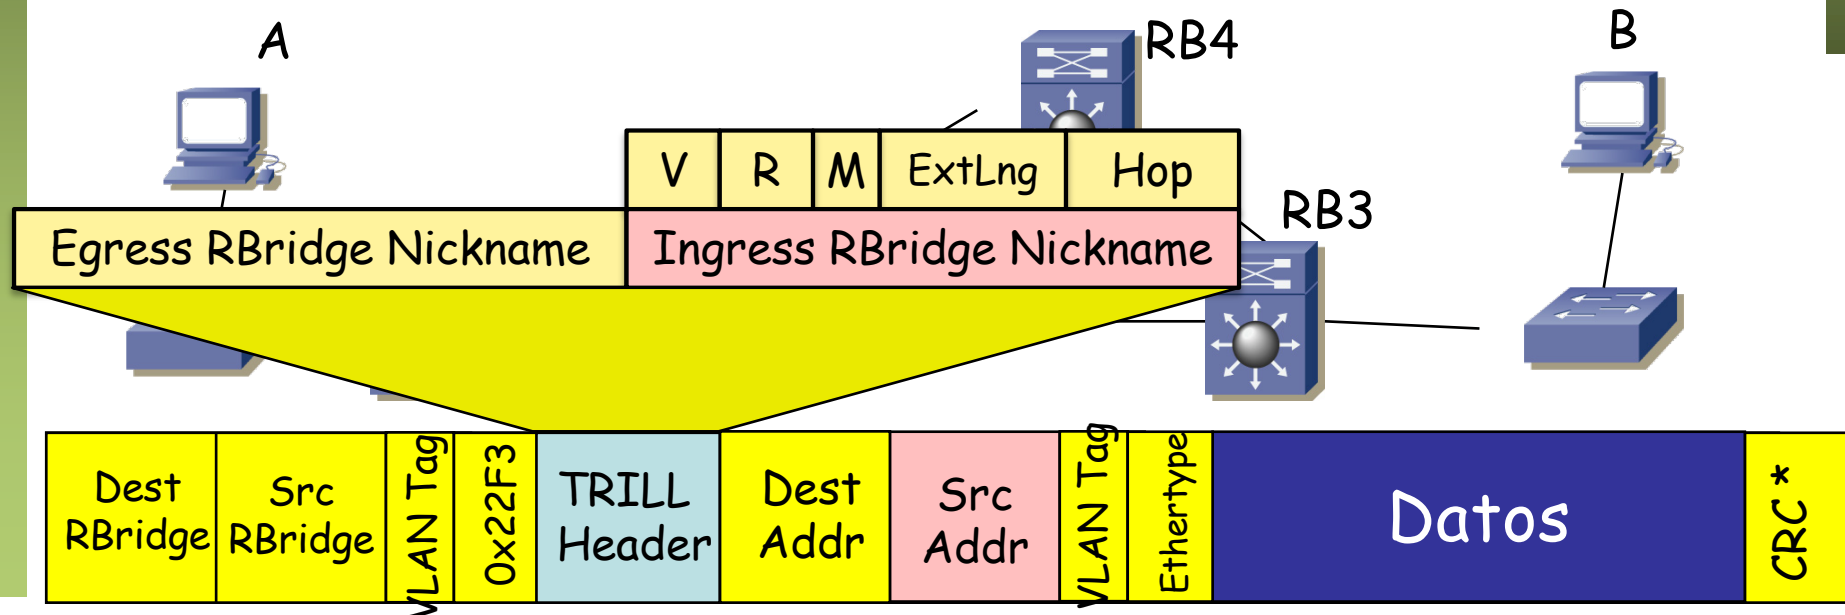 A
RB4
B
V R M ExtLng Hop
RB3
Egress RBridge Nickname Ingress RBridge Nickname
Dest
RBridge
Src
RBridge
VLAN Tag
0x22F3
TRILL
Header
Dest
Addr
Src
Addr
VLAN Tag
Ethertype
Datos
CRC *